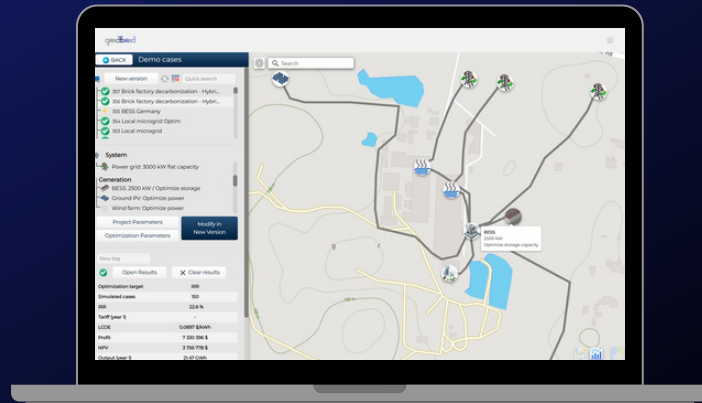 gridbrid
BACK Demo cases
New version Quick search
357 Brick factory decarbonization - Hybri...
356 Brick factory decarbonization - Hybri...
355 BESS Germany
354 Local microgrid Optim
353 Local microgrid
System
Power grid: 3000 kW flat capacity
Generation
BESS: 2500 kW / Optimize storage
Ground PV: Optimize power
Wind farm: Optimize power
Project Parameters
Optimization Parameters
Modify in
New Version
New tag
Open Results Clear results
Optimization target IRR
Simulated cases 150
IRR 22.6 %
Tariff (year 1) -
LCOE 0.0897 $/kWh
Profit 7 330 396 $
NPV 3 756 778 $
Output (year 1) 21.47 GWh
Search
BESS
2500 kW
Optimize storage capacity